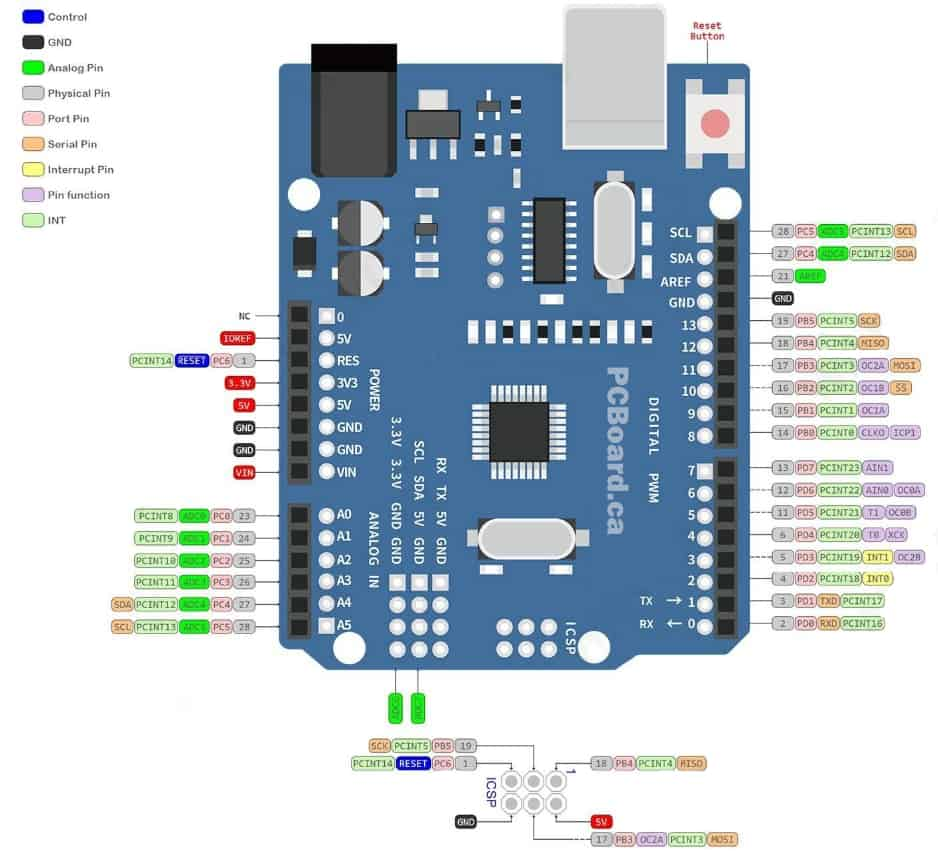 Control
GND
Analog Pin
Physical Pin
Port Pin
Serial Pin
Interrupt Pin
Pin function
INT
Reset
Button
NC
IOREF
PCINT14 RESET PC6 1
3.3V
5V
GND
GND
VIN
PCINT8 ADC0 PC0 23
PCINT9 ADC1 PC1 24
PCINT10 ADC2 PC2 25
PCINT11 ADC3 PC3 26
SDA PCINT12 ADC4 PC4 27
SCL PCINT13 ADC5 PC5 28
0
5V
RES
3V3
5V
GND
GND
VIN
POWER
A0
A1
A2
A3
A4
A5
ANALOG IN
3.3V 3.3V GND GND
SCL SDA 5V GND
RX TX 5V GND
PCBoard.ca
DIGITAL PWM
ICSP
SCL
SDA
AREF
GND
13
12
11
10
9
8
7
6
5
4
3
2
TX → 1
RX ← 0
28 PC5 ADC5 PCINT13 SCL
27 PC4 ADC4 PCINT12 SDA
21 AREF
GND
PB5 PCINT5 SCK
18 PB4 PCINT4 MISO
17 PB3 PCINT3 OC2A MOSI
16 PB2 PCINT2 OC1B SS
15 PB1 PCINT1 OC1A
14 PB0 PCINT0 CLKO ICP1
13 PD7 PCINT23 AIN1
12 PD6 PCINT22 AIN0 OC0A
11 PD5 PCINT21 T1 OC0B
6 PD4 PCINT20 T0 XCK
5 PD3 PCINT19 INT1 OC2B
4 PD2 PCINT18 INT0
3 PD1 TXD PCINT17
2 PD0 RXD PCINT16
SCK PCINT5 PB5 19
PCINT14 RESET PC6 1
18 PB4 PCINT4 MISO
1
ICSP
GND
5V
17 PB3 OC2A PCINT3 MOSI